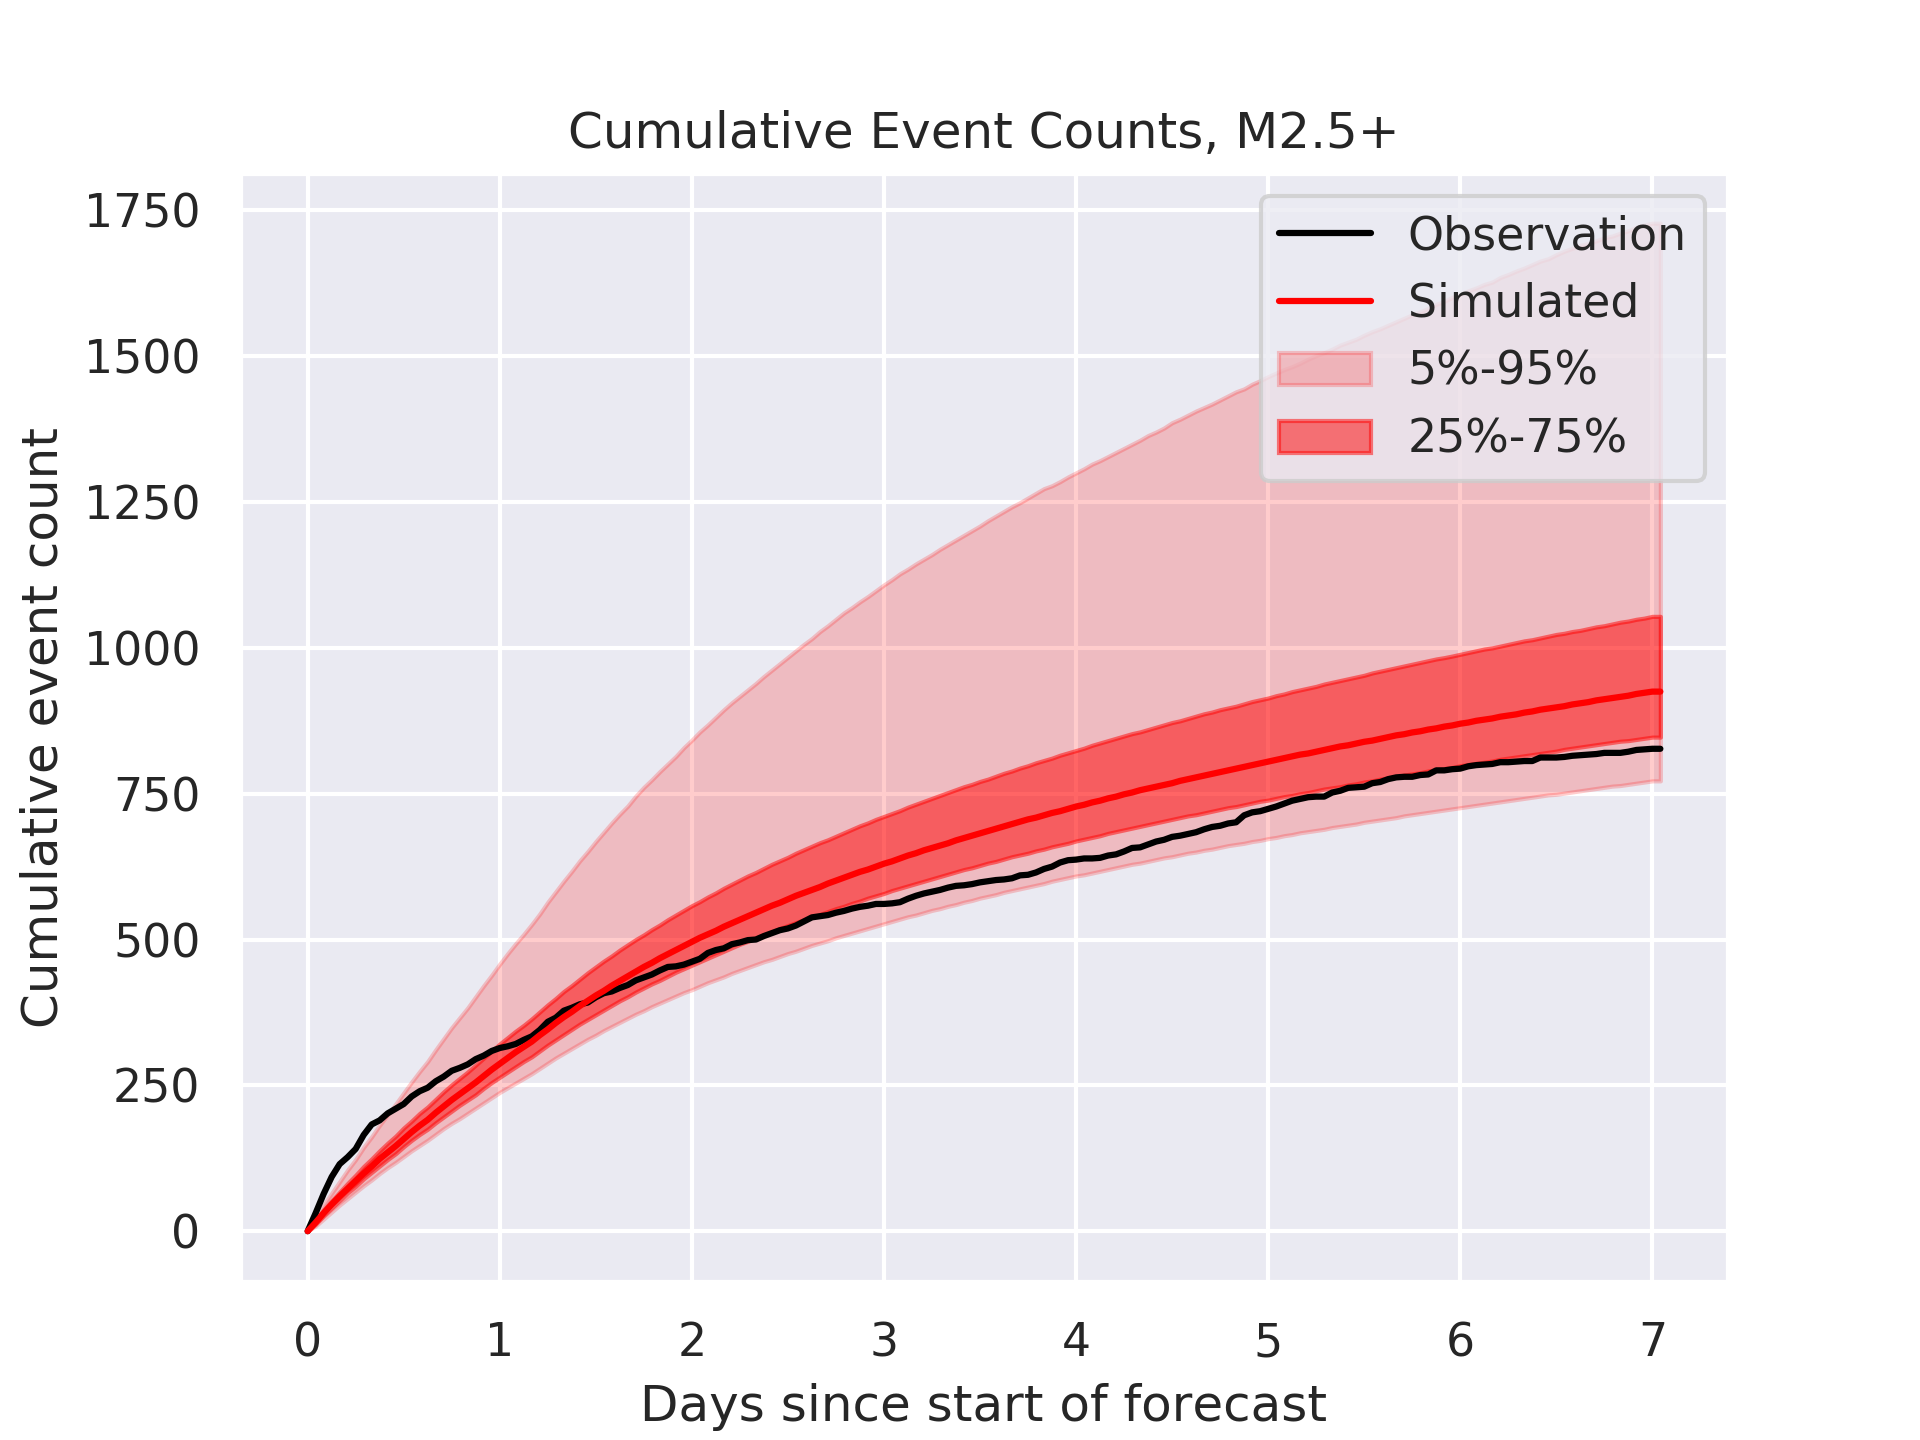 Cumulative Event Counts, M2.5+
1750
1500
1250
1000
750
500
250
0
Cumulative event count
Observation
Simulated
5%-95%
25%-75%
0 1 2 3 4 5 6 7
Days since start of forecast